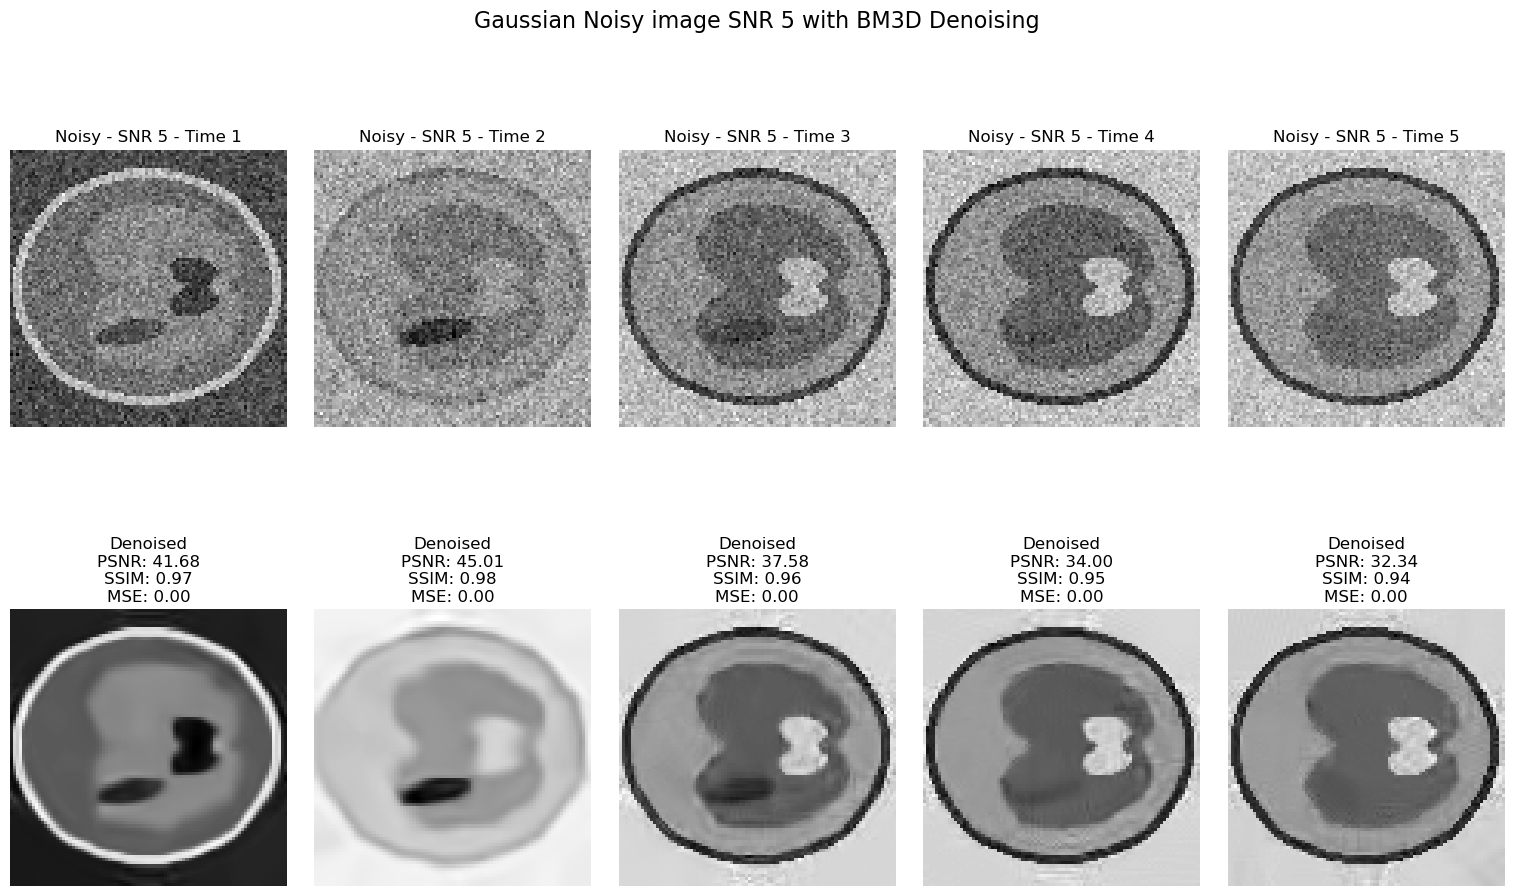 Gaussian Noisy image SNR 5 with BM3D Denoising
Noisy - SNR 5 - Time 1
Noisy - SNR 5 - Time 2
Noisy - SNR 5 - Time 3
Noisy - SNR 5 - Time 4
Noisy - SNR 5 - Time 5
Denoised
PSNR: 41.68
SSIM: 0.97
MSE: 0.00
Denoised
PSNR: 45.01
SSIM: 0.98
MSE: 0.00
Denoised
PSNR: 37.58
SSIM: 0.96
MSE: 0.00
Denoised
PSNR: 34.00
SSIM: 0.95
MSE: 0.00
Denoised
PSNR: 32.34
SSIM: 0.94
MSE: 0.00